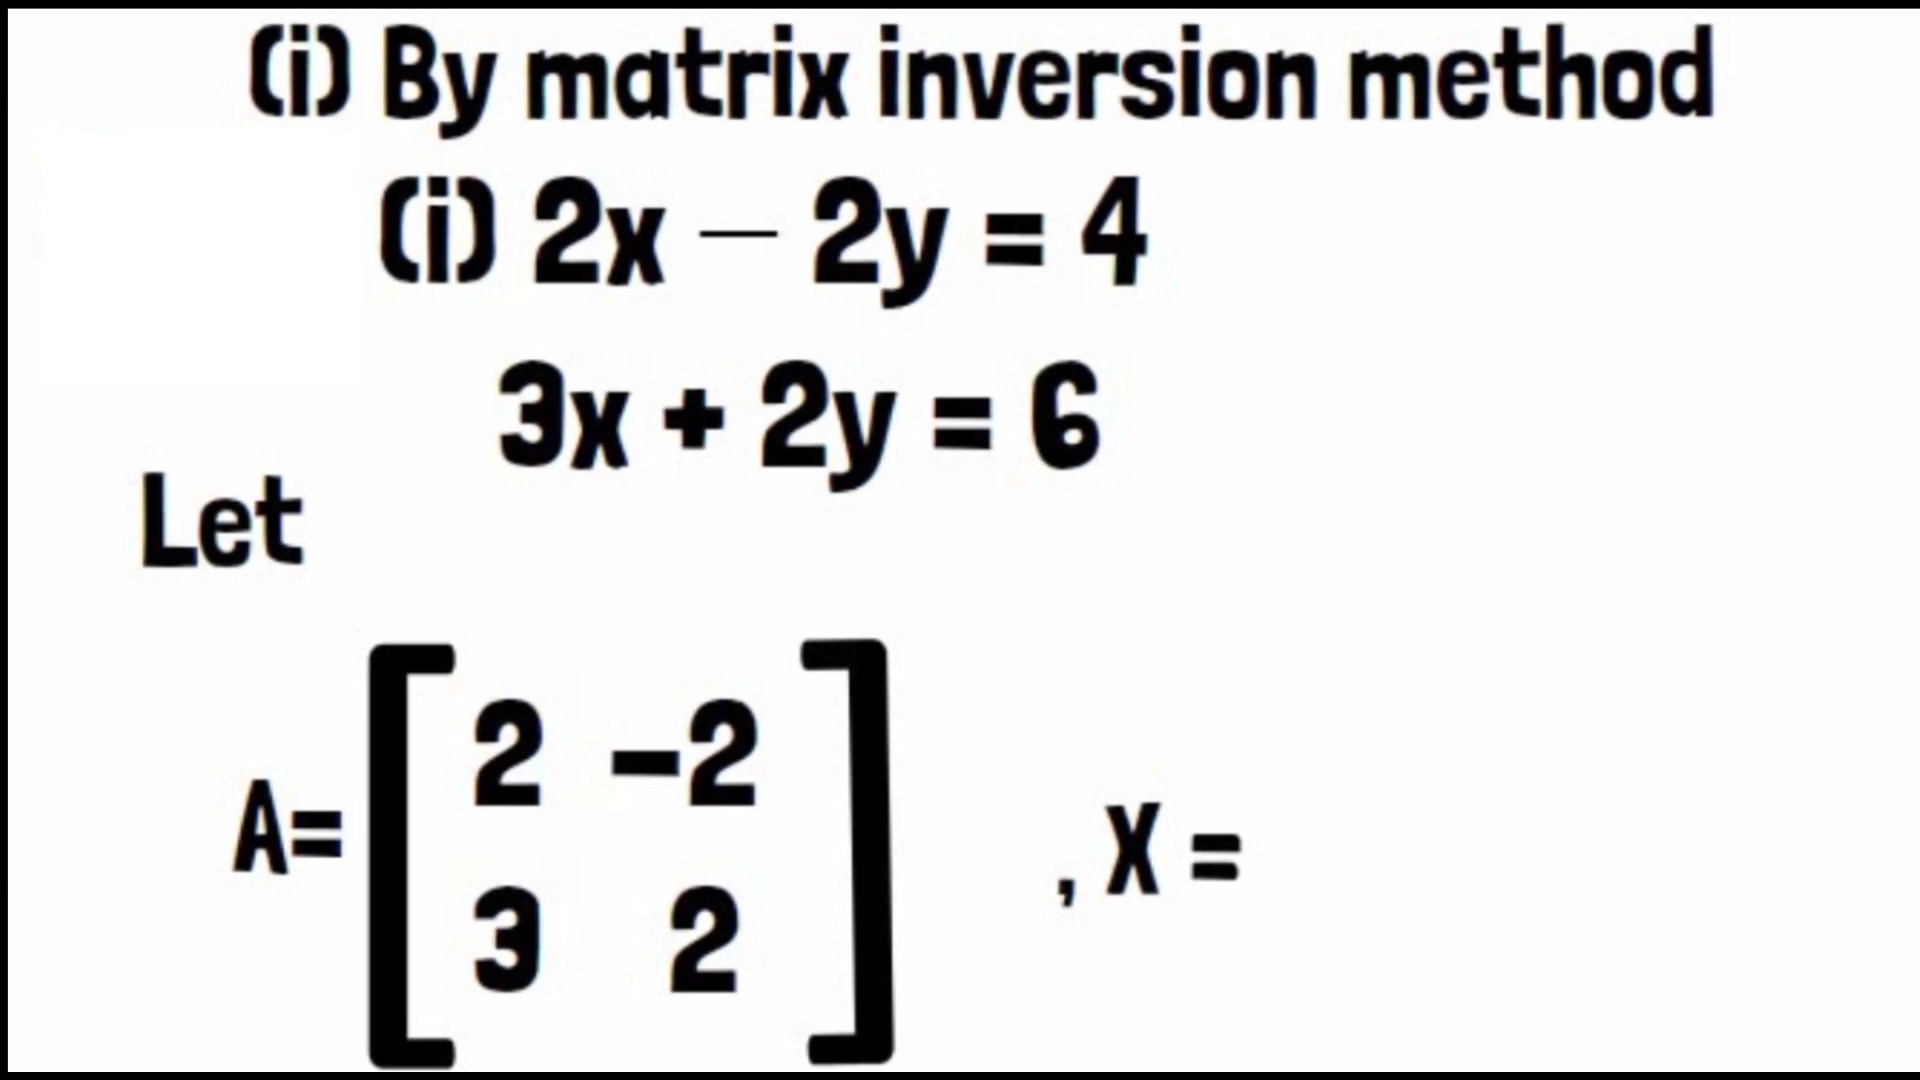 (i) By matrix inversion method
(i) 2x – 2y = 4
3x + 2y = 6
Let
2 –2
A= , X =
3 2